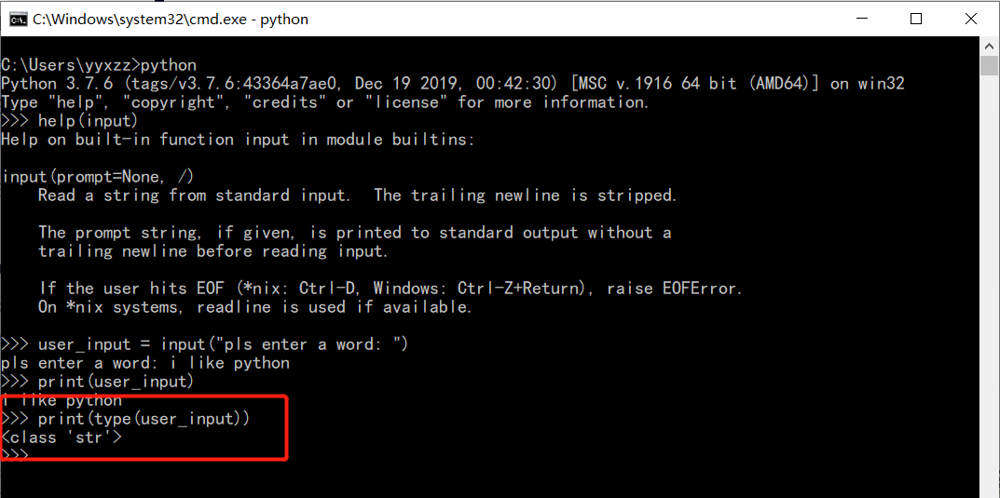 C:\Windows\system32\cmd.exe - python
C:\Users\yyxzz>python
Python 3.7.6 (tags/v3.7.6:43364a7ae0, Dec 19 2019, 00:42:30) [MSC v.1916 64 bit (AMD64)] on win32
Type "help", "copyright", "credits" or "license" for more information.
>>> help(input)
Help on built-in function input in module builtins:
input(prompt=None, /)
    Read a string from standard input.  The trailing newline is stripped.
    The prompt string, if given, is printed to standard output without a
    trailing newline before reading input.
    If the user hits EOF (*nix: Ctrl-D, Windows: Ctrl-Z+Return), raise EOFError.
    On *nix systems, readline is used if available.
>>> user_input = input("pls enter a word: ")
pls enter a word: i like python
>>> print(user_input)
i like python
>>> print(type(user_input))
<class 'str'>
>>>